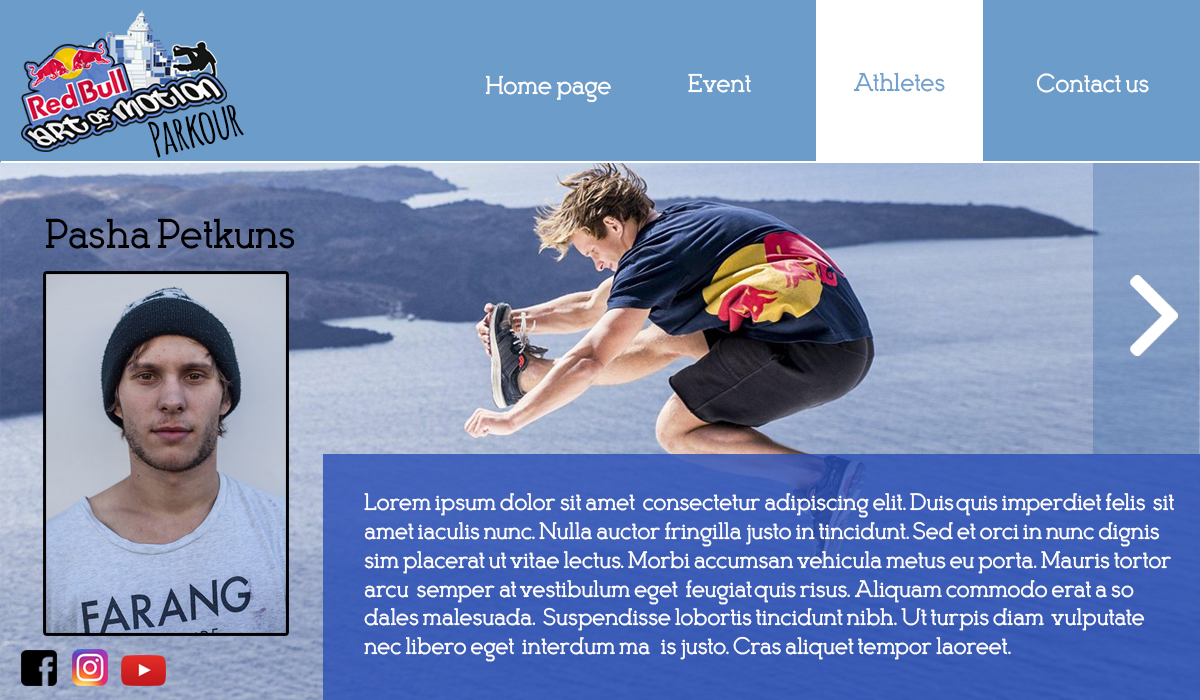 Red Bull
ART OF MOTION
PARKOUR
Home page
Event
Athletes
Contact us
Pasha Petkuns
FARANG
Lorem ipsum dolor sit amet consectetur adipiscing elit. Duis quis imperdiet felis sit
amet iaculis nunc. Nulla auctor fringilla justo in tincidunt. Sed et orci in nunc dignis
sim placerat ut vitae lectus. Morbi accumsan vehicula metus eu porta. Mauris tortor
arcu semper at vestibulum eget feugiat quis risus. Aliquam commodo erat a so
dales malesuada. Suspendisse lobortis tincidunt nibh. Ut turpis diam vulputate
nec libero eget interdum ma is justo. Cras aliquet tempor laoreet.